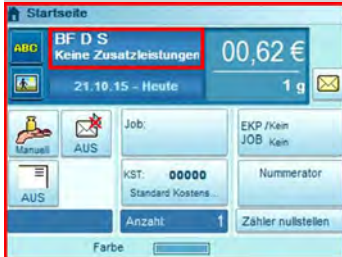 Startseite
ABC
BF D S
Keine Zusatzleistungen
00,62 €
21.10.15 - Heute
1 g
Manuell
AUS
Job:
EKP /Kein
JOB Kein
AUS
KST: 00000
Standard Kostens...
Nummerator
Anzahl: 1
Zähler nullstellen
Farbe